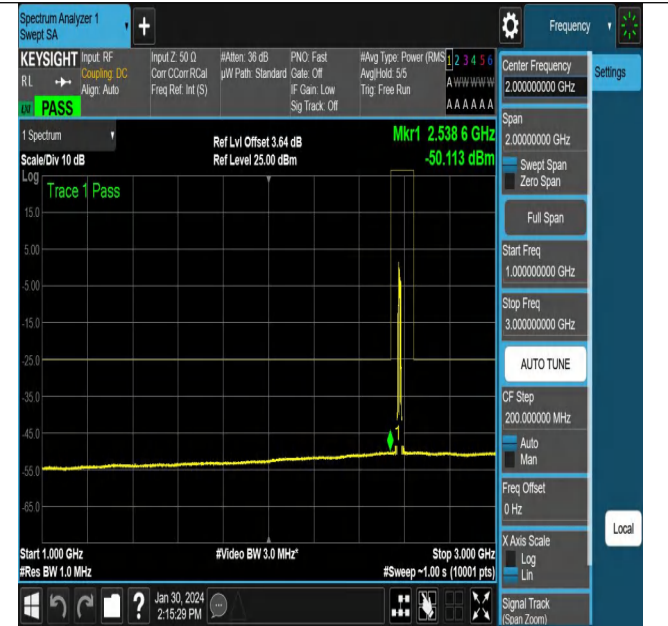 Spectrum Analyzer 1
Swept SA
+
Frequency
KEYSIGHT
RL
LXI
PASS
Input: RF
Coupling: DC
Align: Auto
Input Z: 50 Ω
Corr CCorr RCal
Freq Ref: Int (S)
#Atten: 36 dB
µW Path: Standard
PNO: Fast
Gate: Off
IF Gain: Low
Sig Track: Off
#Avg Type: Power (RMS
Avg|Hold: 5/5
Trig: Free Run
1 2 3 4 5 6
A W W W W W
A A A A A A
1 Spectrum
Scale/Div 10 dB
Ref Lvl Offset 3.64 dB
Ref Level 25.00 dBm
Mkr1 2.538 6 GHz
-50.113 dBm
Log
Trace 1 Pass
15.0
5.00
-5.00
-15.0
-25.0
-35.0
-45.0
-55.0
-65.0
1
Start 1.000 GHz
#Res BW 1.0 MHz
#Video BW 3.0 MHz*
Stop 3.000 GHz
#Sweep ~1.00 s (10001 pts)
Center Frequency
2.000000000 GHz
Settings
Span
2.00000000 GHz
Swept Span
Zero Span
Full Span
Start Freq
1.000000000 GHz
Stop Freq
3.000000000 GHz
AUTO TUNE
CF Step
200.000000 MHz
Auto
Man
Freq Offset
0 Hz
X Axis Scale
Log
Lin
Local
Signal Track
(Span Zoom)
?
Jan 30, 2024
2:15:29 PM